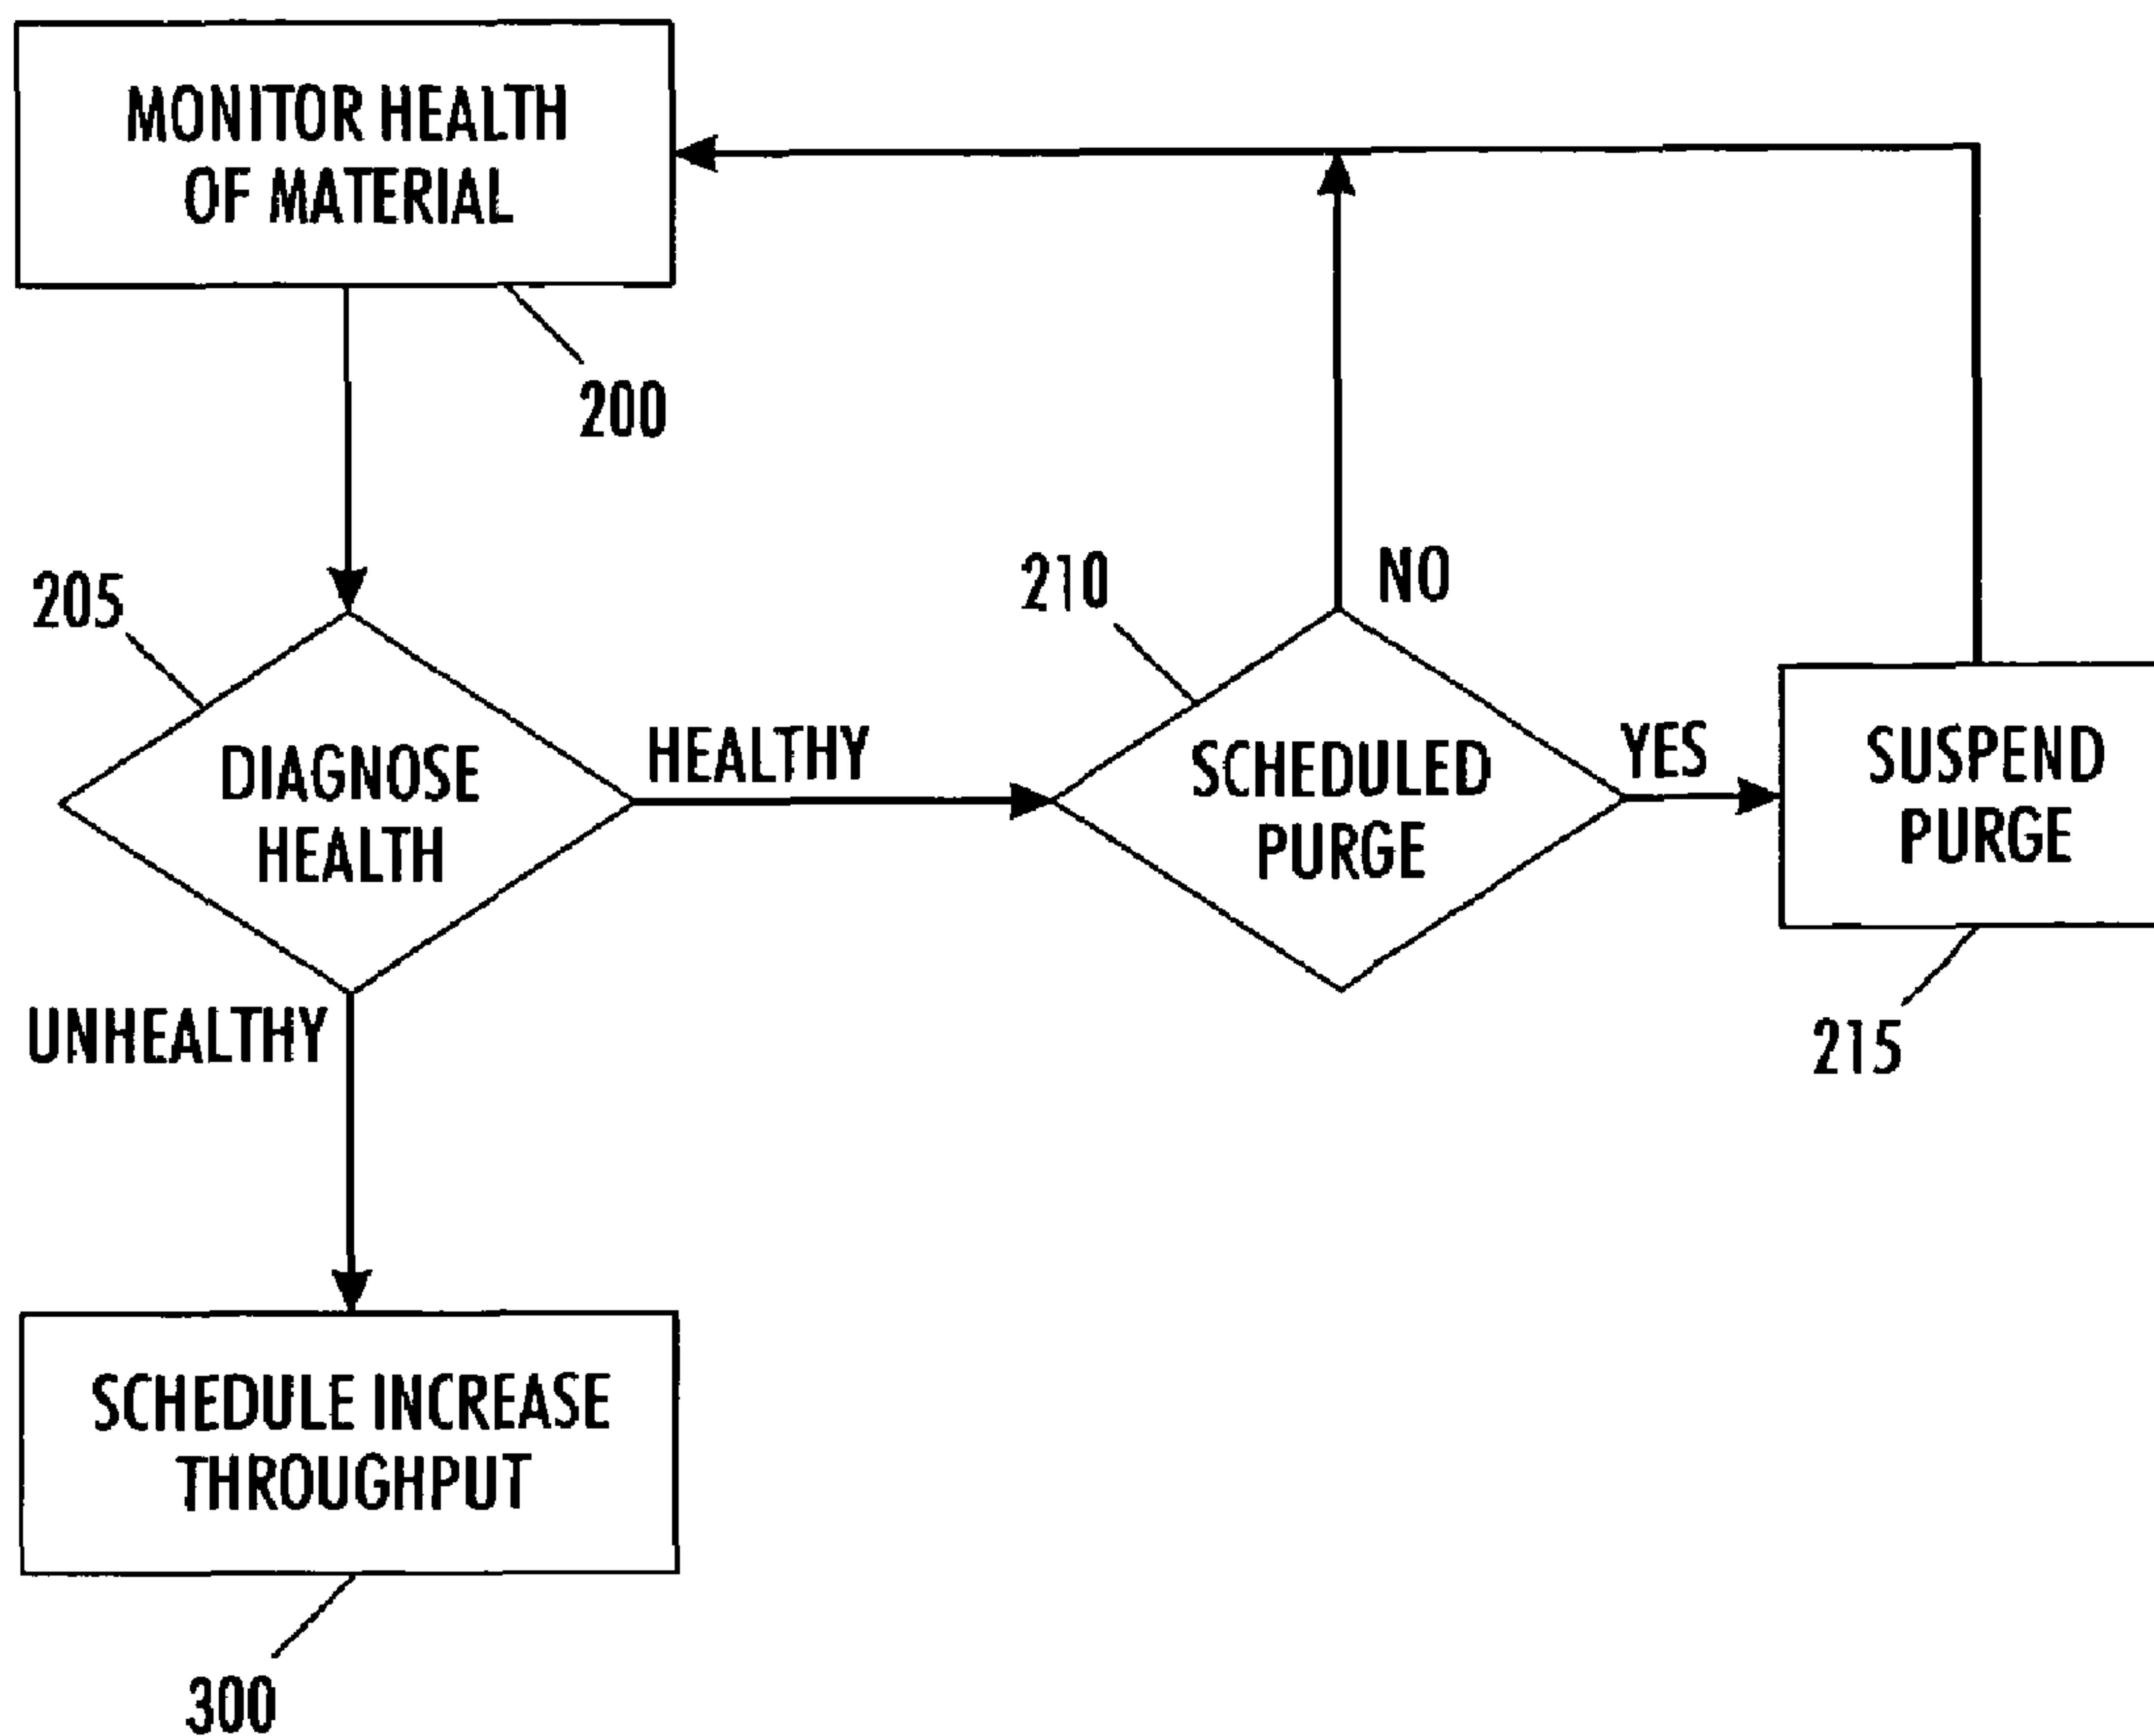 MONITOR HEALTH
OF MATERIAL
200
205
DIAGNOSE
HEALTH
HEALTHY
UNHEALTHY
210
SCHEDULED
PURGE
NO
YES
SUSPEND
PURGE
215
SCHEDULE INCREASE
THROUGHPUT
300